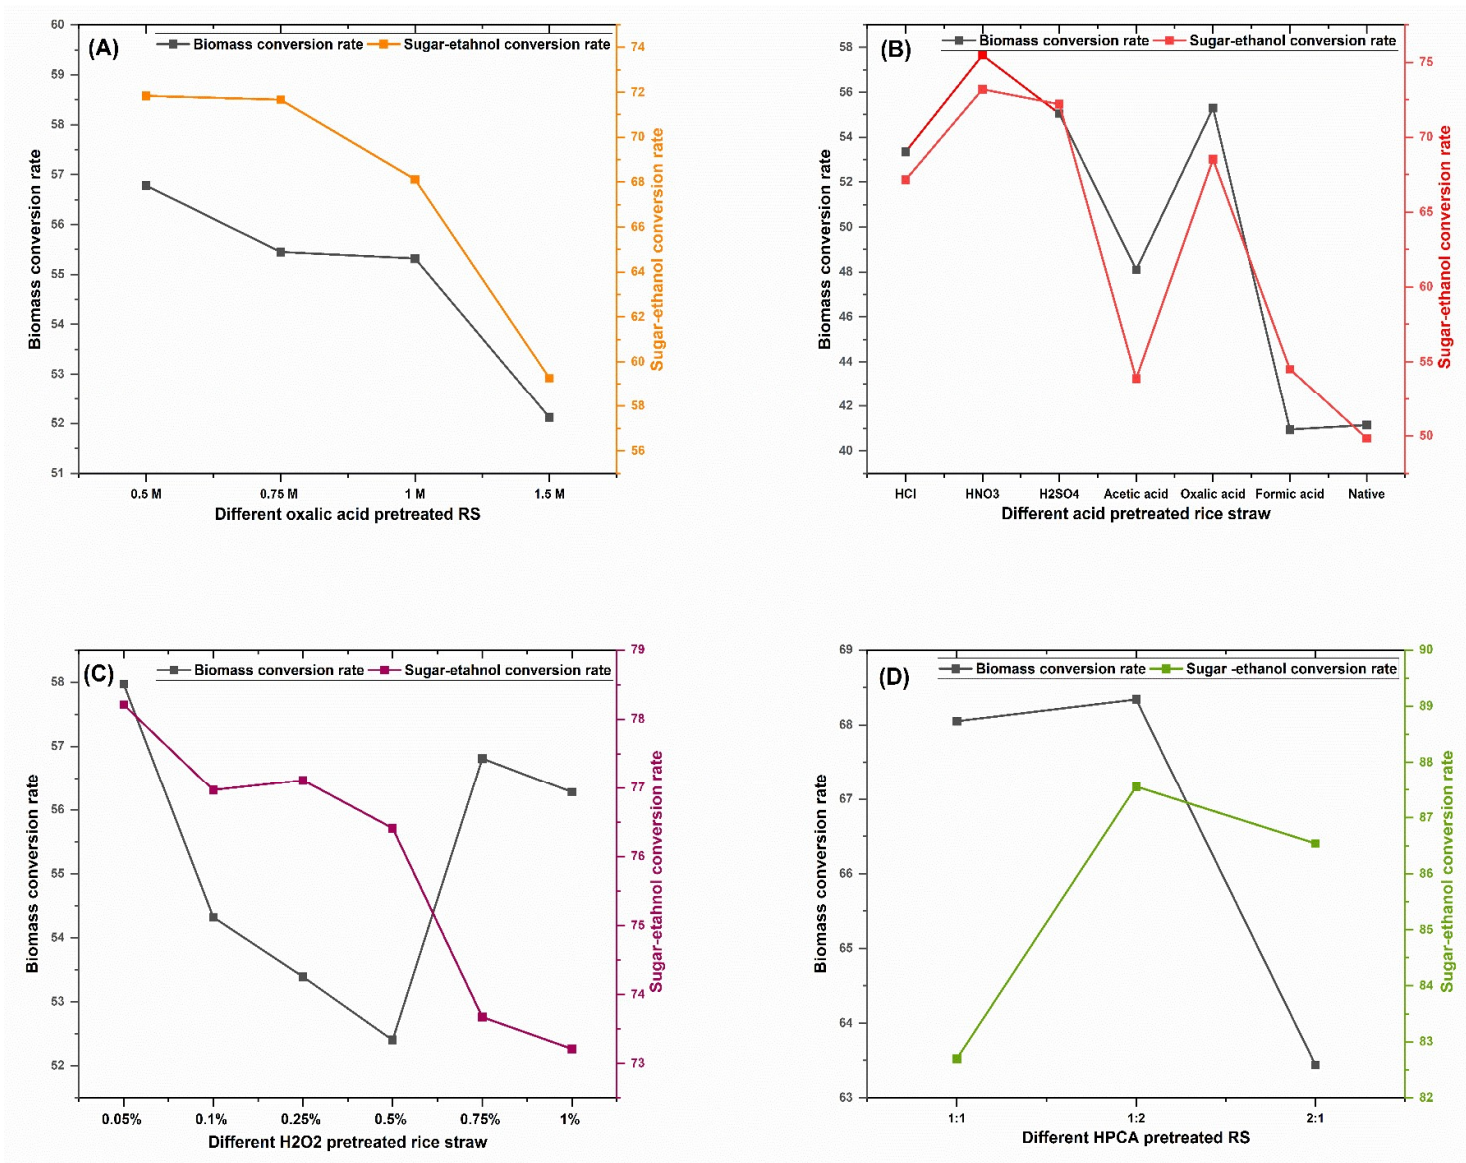 (A)
Biomass conversion rate
Sugar-etahnol conversion rate
60
59
58
57
56
55
54
53
52
51
Biomass conversion rate
74
72
70
68
66
64
62
60
58
56
Sugar-ethanol conversion rate
0.5 M 0.75 M 1 M 1.5 M
Different oxalic acid pretreated RS
(B)
Biomass conversion rate
Sugar-ethanol conversion rate
58
56
54
52
50
48
46
44
42
40
Biomass conversion rate
75
70
65
60
55
50
Sugar-ethanol conversion rate
HCl HNO3 H2SO4 Acetic acid Oxalic acid Formic acid Native
Different acid pretreated rice straw
(C)
Biomass conversion rate
Sugar-etahnol conversion rate
58
57
56
55
54
53
52
Biomass conversion rate
79
78
77
76
75
74
73
Sugar-etahnol conversion rate
0.05% 0.1% 0.25% 0.5% 0.75% 1%
Different H2O2 pretreated rice straw
(D)
Biomass conversion rate
Sugar -ethanol conversion rate
69
68
67
66
65
64
63
Biomass conversion rate
90
89
88
87
86
85
84
83
82
Sugar-ethanol conversion rate
1:1 1:2 2:1
Different HPCA pretreated RS